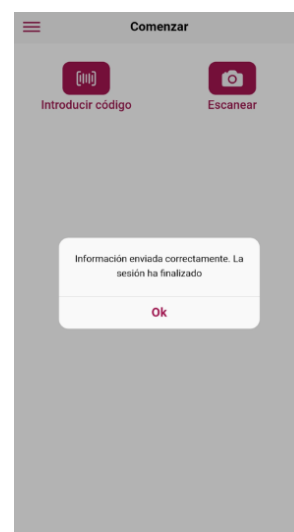 Comenzar
Introducir código
Escanear
Información enviada correctamente. La
sesión ha finalizado
Ok